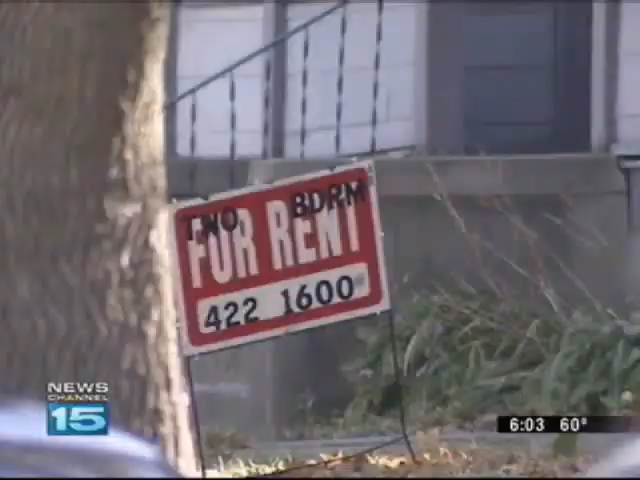 TWO BDRM
FOR RENT
422 1600
NEWS
CHANNEL
15
6:03 60°